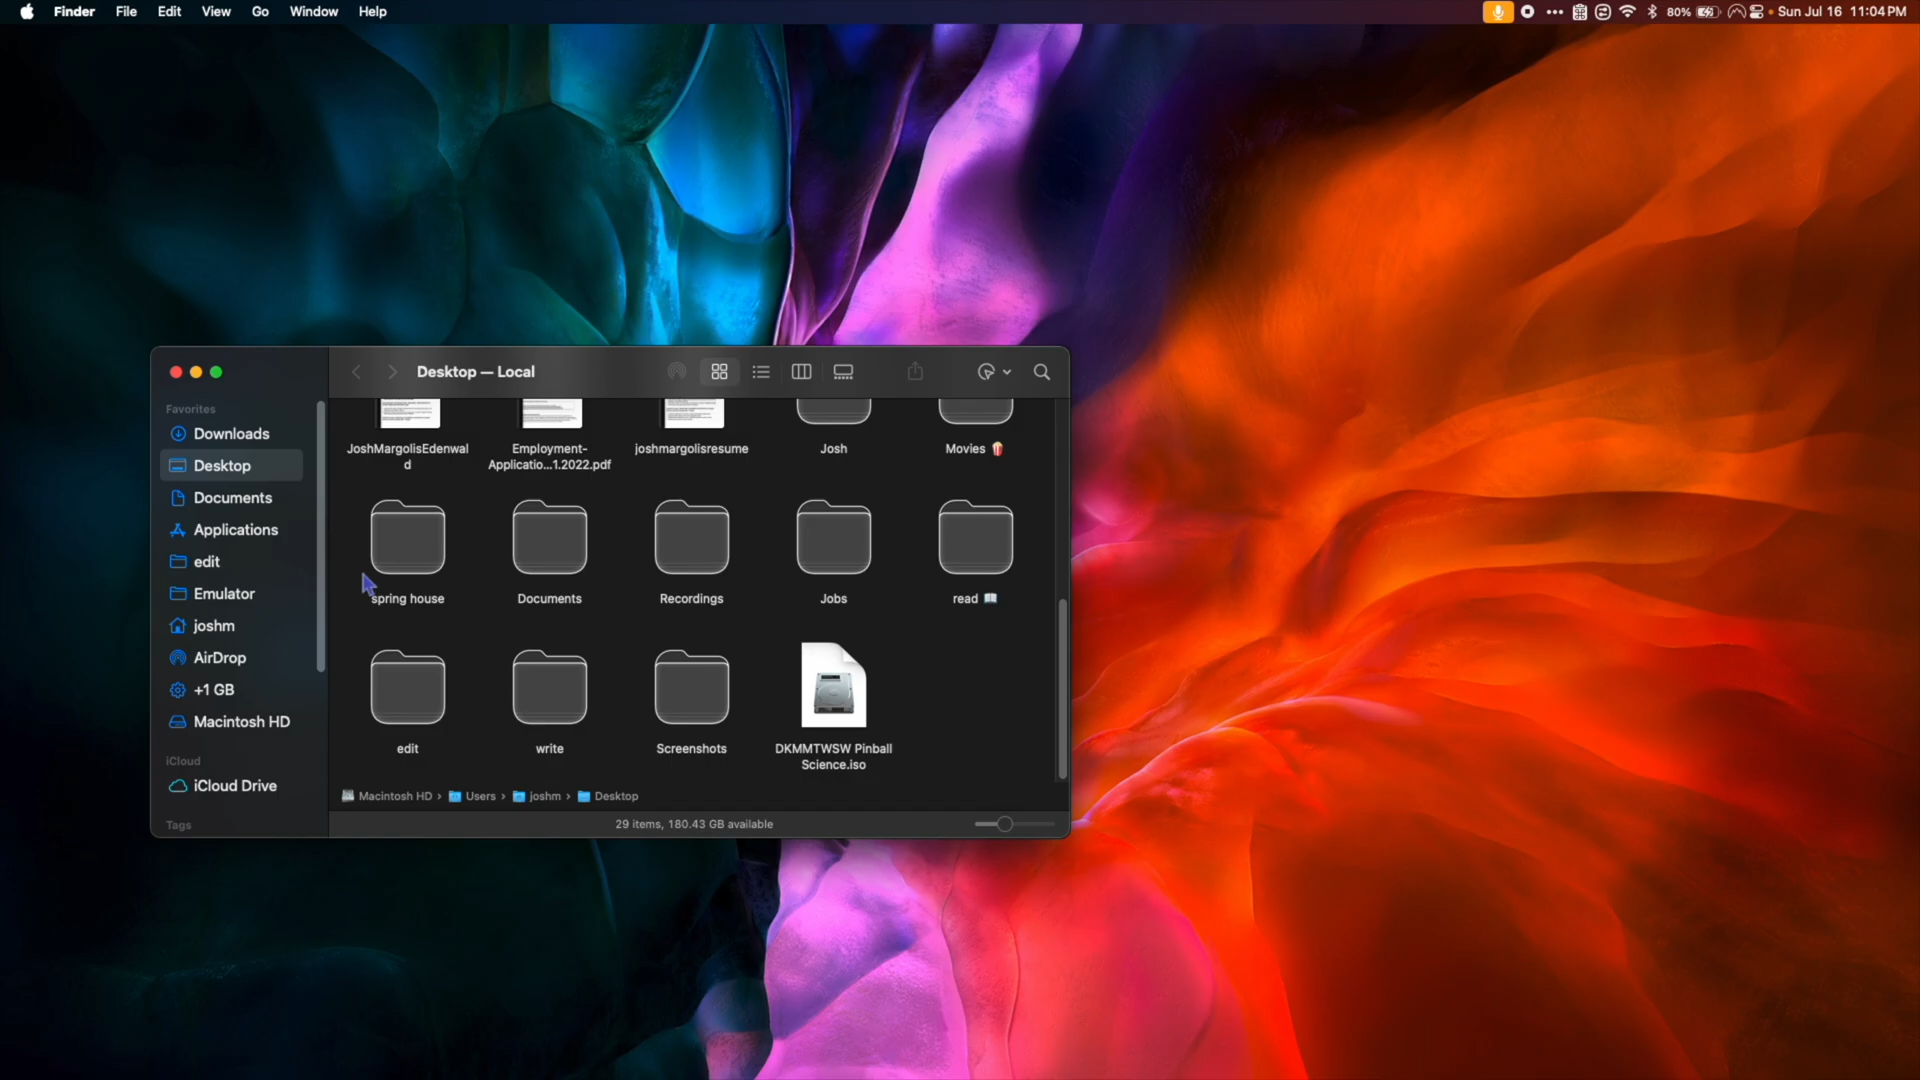 Finder File Edit View Go Window Help
80% Sun Jul 16 11:04 PM
Desktop — Local
Favorites
Downloads
Desktop
Documents
Applications
edit
Emulator
joshm
AirDrop
+1 GB
Macintosh HD
iCloud
iCloud Drive
Tags
JoshMargolisEdenwal
d
Employment-
Applicatio...1.2022.pdf
joshmargolisresume
Josh
Movies 🍿
spring house
Documents
Recordings
Jobs
read 📖
edit
write
Screenshots
DKMMTWSW Pinball
Science.iso
Macintosh HD › Users › joshm › Desktop
29 items, 180.43 GB available